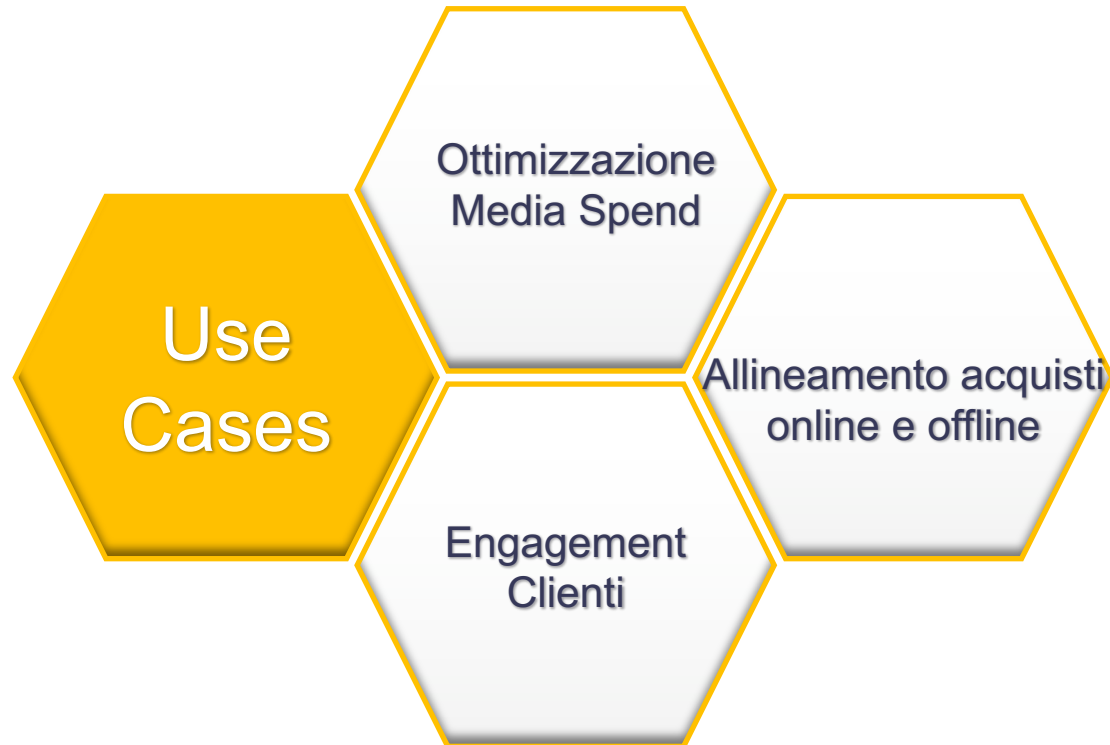 Use
Cases
Ottimizzazione
Media Spend
Allineamento acquisti
online e offline
Engagement
Clienti